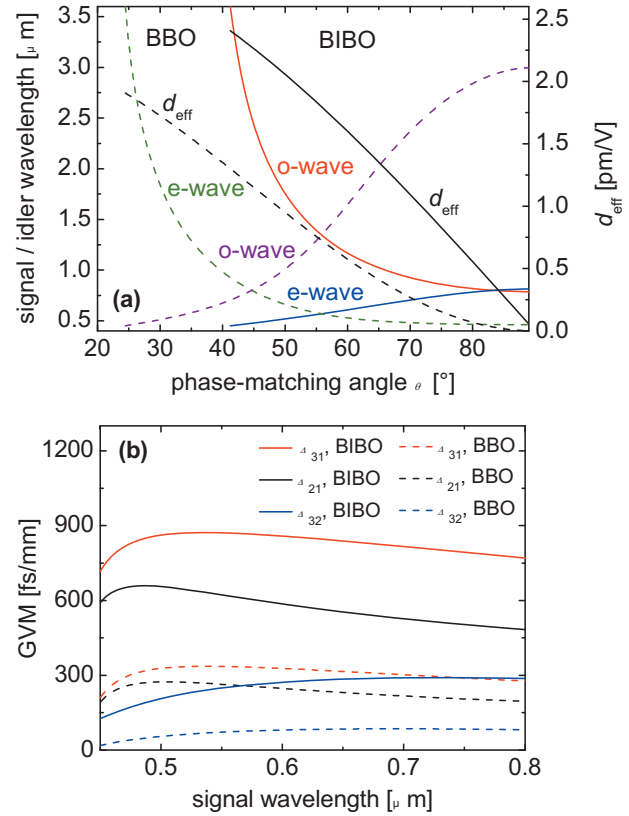 BBO
BIBO
d eff
o-wave
e-wave
d eff
o-wave
e-wave
(a)
3.5
3.0
2.5
2.0
1.5
1.0
0.5
signal / idler wavelength [μ m]
2.5
2.0
1.5
1.0
0.5
0.0
d eff [pm/V]
20 30 40 50 60 70 80
phase-matching angle θ [°]
(b)
Δ 31, BIBO Δ 31, BBO
Δ 21, BIBO Δ 21, BBO
Δ 32, BIBO Δ 32, BBO
1200
900
600
300
0
GVM [fs/mm]
0.5 0.6 0.7 0.8
signal wavelength [μ m]